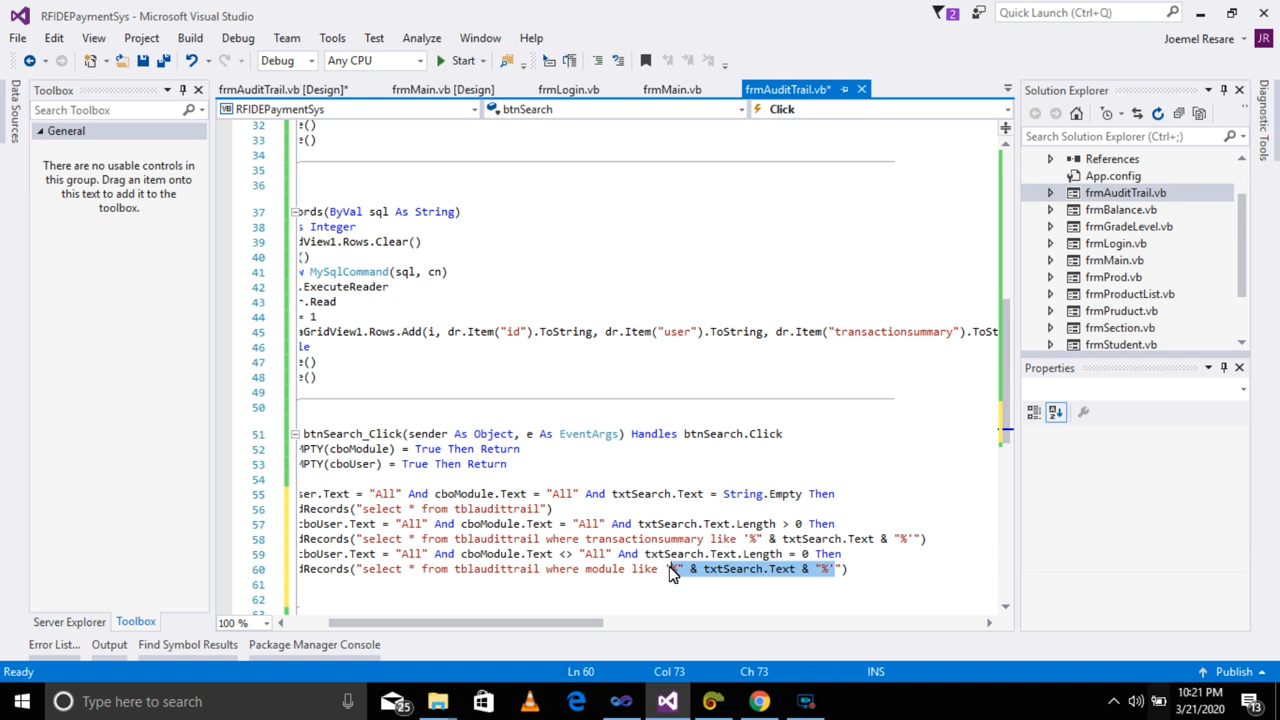 RFIDEPaymentSys - Microsoft Visual Studio
2
Quick Launch (Ctrl+Q)
File Edit View Project Build Debug Team Tools Test Analyze Window Help
Joemel Resare JR
Debug Any CPU Start
Data Sources
Toolbox
Search Toolbox
General
There are no usable controls in
this group. Drag an item onto
this text to add it to the
toolbox.
Server Explorer Toolbox
frmAuditTrail.vb [Design]* frmMain.vb [Design] frmLogin.vb frmMain.vb frmAuditTrail.vb*
RFIDEPaymentSys btnSearch Click
32 e()
33 e()
34
35
36
37 ords(ByVal sql As String)
38 s Integer
39 dView1.Rows.Clear()
40 ()
41 w MySqlCommand(sql, cn)
42 .ExecuteReader
43 r.Read
44 = 1
45 aGridView1.Rows.Add(i, dr.Item("id").ToString, dr.Item("user").ToString, dr.Item("transactionsummary").ToSt
46 le
47 e()
48 e()
49
50
51 btnSearch_Click(sender As Object, e As EventArgs) Handles btnSearch.Click
52 MPTY(cboModule) = True Then Return
53 MPTY(cboUser) = True Then Return
54
55 ser.Text = "All" And cboModule.Text = "All" And txtSearch.Text = String.Empty Then
56 dRecords("select * from tblaudittrail")
57 cboUser.Text = "All" And cboModule.Text = "All" And txtSearch.Text.Length > 0 Then
58 dRecords("select * from tblaudittrail where transactionsummary like '%" & txtSearch.Text & "%'")
59 cboUser.Text = "All" And cboModule.Text <> "All" And txtSearch.Text.Length = 0 Then
60 dRecords("select * from tblaudittrail where module like '%" & txtSearch.Text & "%'")
61
62
63
100 %
Solution Explorer
Search Solution Explorer (Ctrl+;)
References
App.config
frmAuditTrail.vb
frmBalance.vb
frmGradeLevel.vb
frmLogin.vb
frmMain.vb
frmProd.vb
frmProductList.vb
frmPruduct.vb
frmSection.vb
frmStudent.vb
Properties
Diagnostic Tools
Error List... Output Find Symbol Results Package Manager Console
Ready Ln 60 Col 73 Ch 73 INS Publish
Type here to search
25
10:21 PM
3/21/2020
13